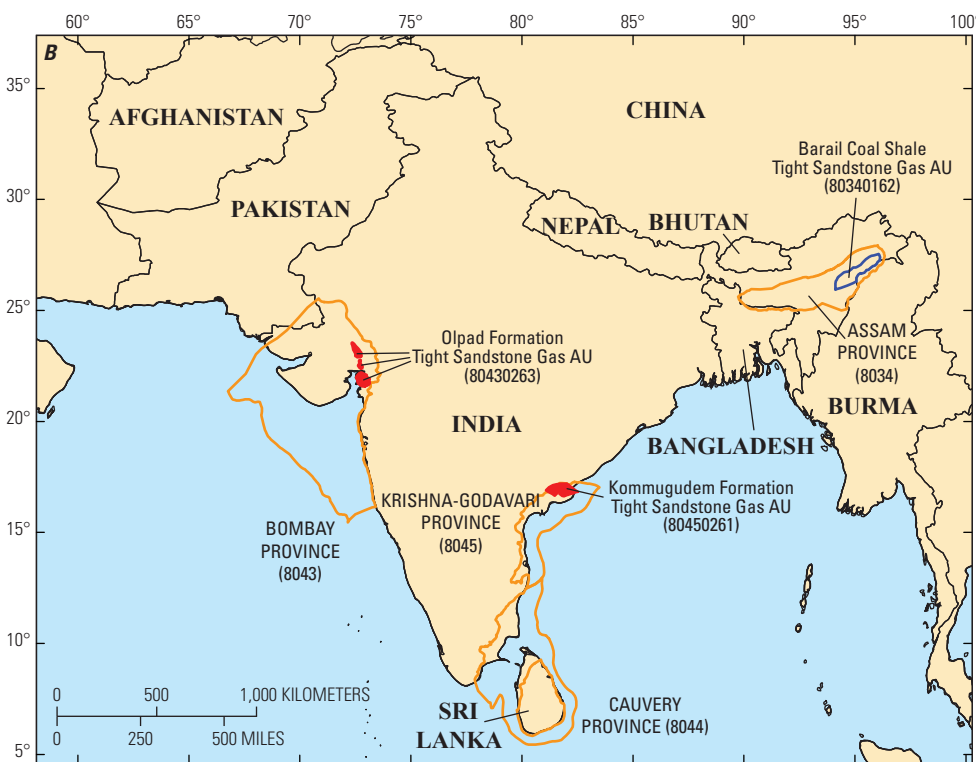 60° 65° 70° 75° 80° 85° 90° 95° 100°
B
35°
30°
25°
20°
15°
10°
5°
AFGHANISTAN
CHINA
PAKISTAN
NEPAL
BHUTAN
Barail Coal Shale
Tight Sandstone Gas AU
(80340162)
ASSAM
PROVINCE
(8034)
BURMA
BANGLADESH
INDIA
Olpad Formation
Tight Sandstone Gas AU
(80430263)
Kommugudem Formation
Tight Sandstone Gas AU
(80450261)
KRISHNA-GODAVARI
PROVINCE
(8045)
BOMBAY
PROVINCE
(8043)
CAUVERY
PROVINCE (8044)
SRI
LANKA
0 500 1,000 KILOMETERS
0 250 500 MILES